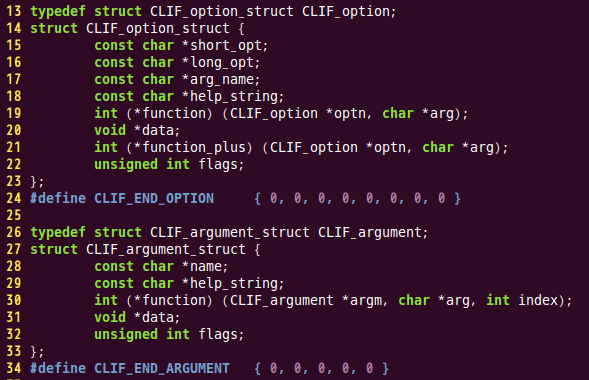 13 typedef struct CLIF_option_struct CLIF_option;
14 struct CLIF_option_struct {
15         const char *short_opt;
16         const char *long_opt;
17         const char *arg_name;
18         const char *help_string;
19         int (*function) (CLIF_option *optn, char *arg);
20         void *data;
21         int (*function_plus) (CLIF_option *optn, char *arg);
22         unsigned int flags;
23 };
24 #define CLIF_END_OPTION     { 0, 0, 0, 0, 0, 0, 0, 0 }
25
26 typedef struct CLIF_argument_struct CLIF_argument;
27 struct CLIF_argument_struct {
28         const char *name;
29         const char *help_string;
30         int (*function) (CLIF_argument *argm, char *arg, int index);
31         void *data;
32         unsigned int flags;
33 };
34 #define CLIF_END_ARGUMENT   { 0, 0, 0, 0, 0 }